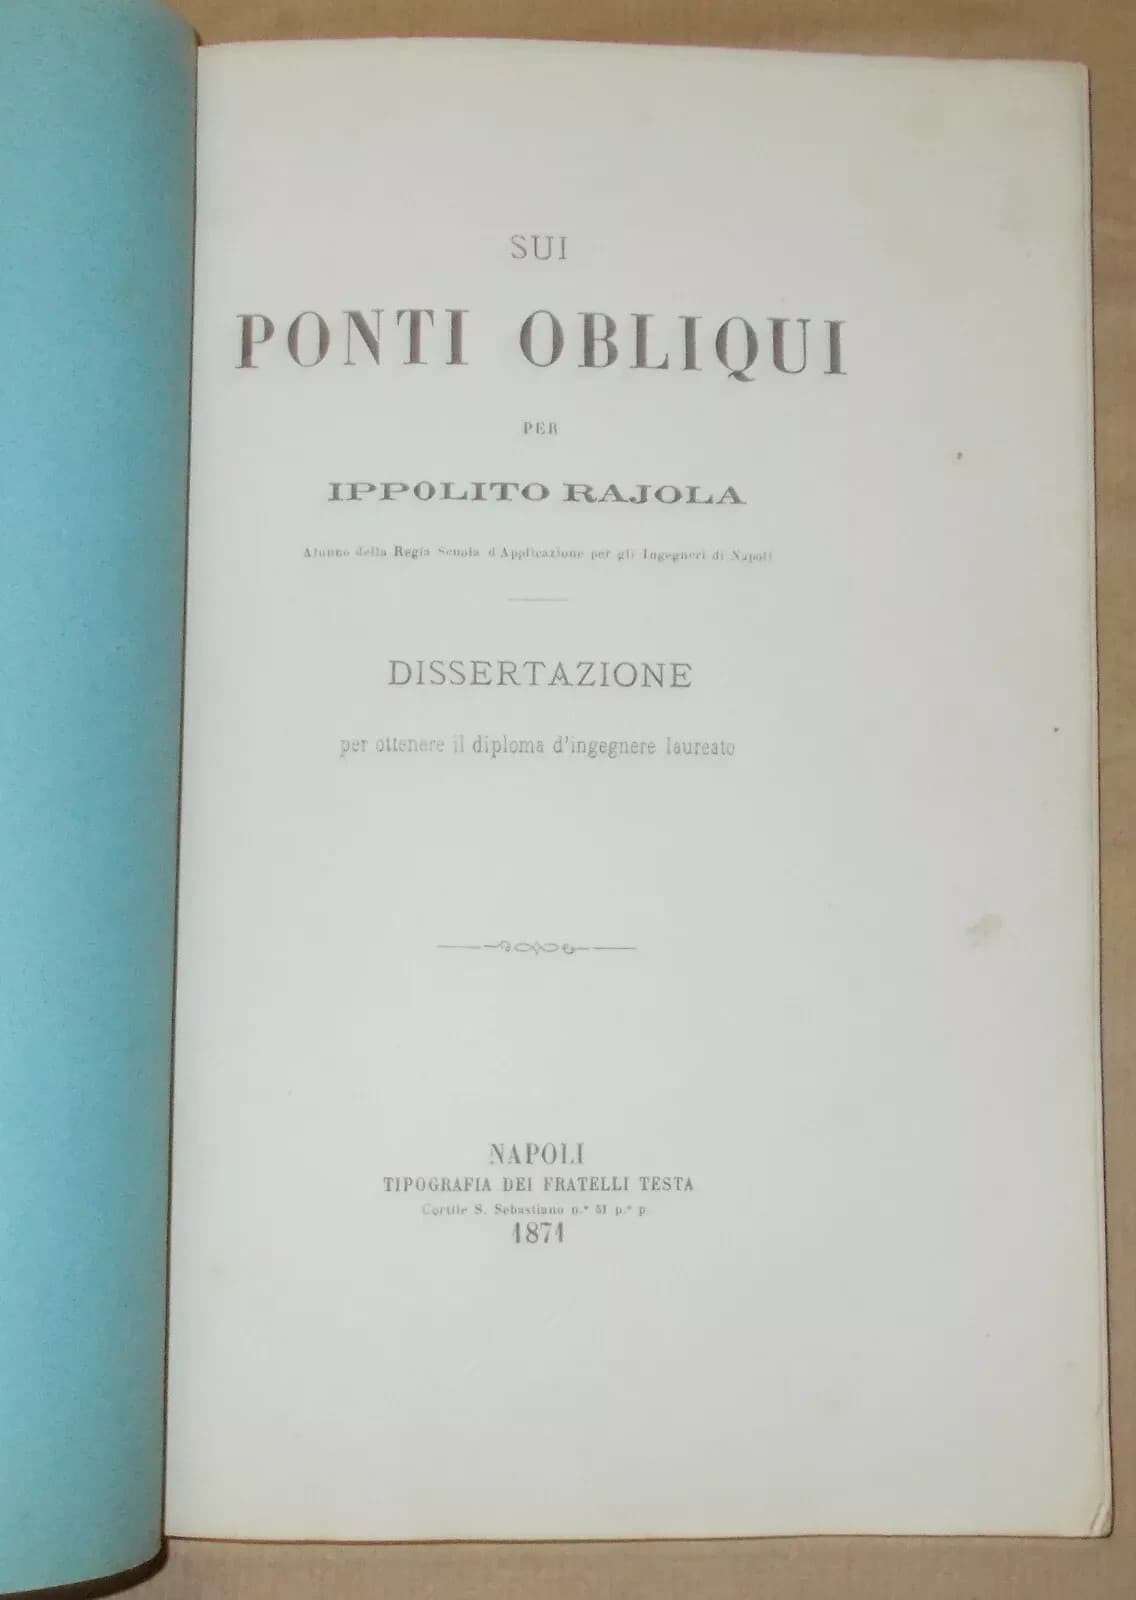 SUI
PONTI OBLIQUI
PER
IPPOLITO RAJOLA
Alunno della Regia Scuola d'Applicazione per gli Ingegneri di Napoli
DISSERTAZIONE
per ottenere il diploma d'ingegnere laureato
NAPOLI
TIPOGRAFIA DEI FRATELLI TESTA
Cortile S. Sebastiano n.° 51 p.° p.
1871